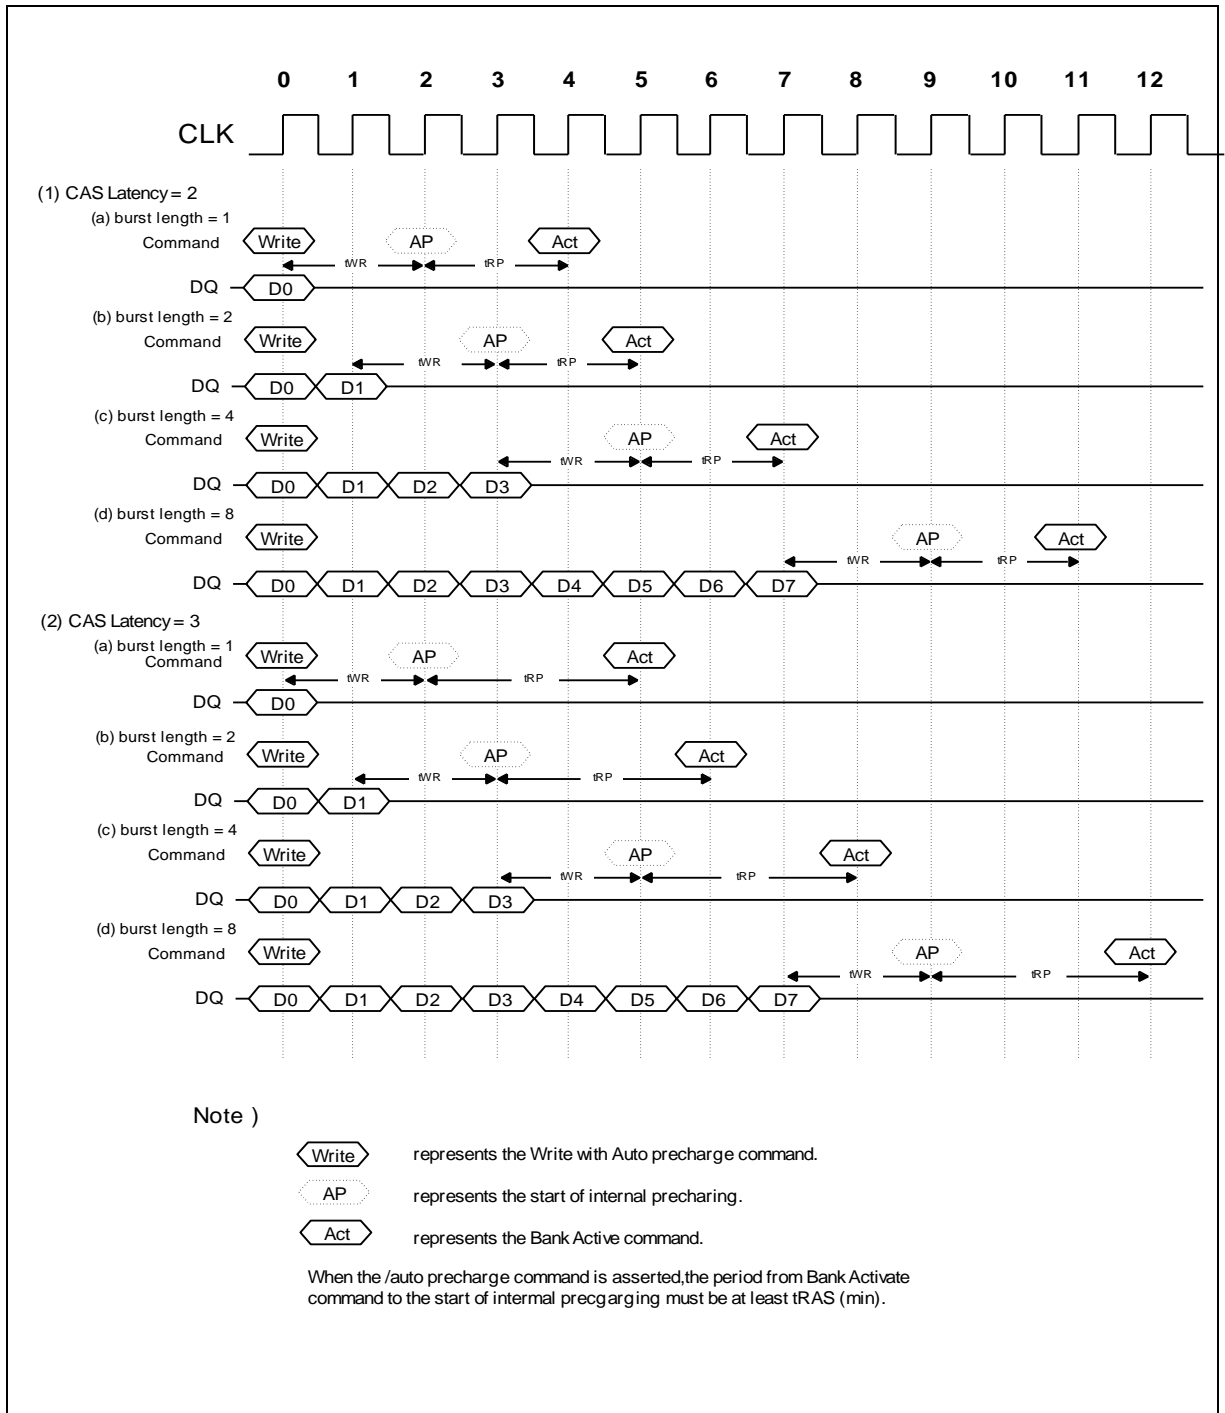 0 1 2 3 4 5 6 7 8 9 10 11 12
CLK
(1) CAS Latency = 2
(a) burst length = 1
Command Write AP Act
tWR tRP
DQ D0
(b) burst length = 2
Command Write AP Act
tWR tRP
DQ D0 D1
(c) burst length = 4
Command Write AP Act
tWR tRP
DQ D0 D1 D2 D3
(d) burst length = 8
Command Write AP Act
tWR tRP
DQ D0 D1 D2 D3 D4 D5 D6 D7
(2) CAS Latency = 3
(a) burst length = 1
Command Write AP Act
tWR tRP
DQ D0
(b) burst length = 2
Command Write AP Act
tWR tRP
DQ D0 D1
(c) burst length = 4
Command Write AP Act
tWR tRP
DQ D0 D1 D2 D3
(d) burst length = 8
Command Write AP Act
tWR tRP
DQ D0 D1 D2 D3 D4 D5 D6 D7
Note )
Write represents the Write with Auto precharge command.
AP represents the start of internal precharing.
Act represents the Bank Active command.
When the /auto precharge command is asserted,the period from Bank Activate
command to the start of intermal precgarging must be at least tRAS (min).